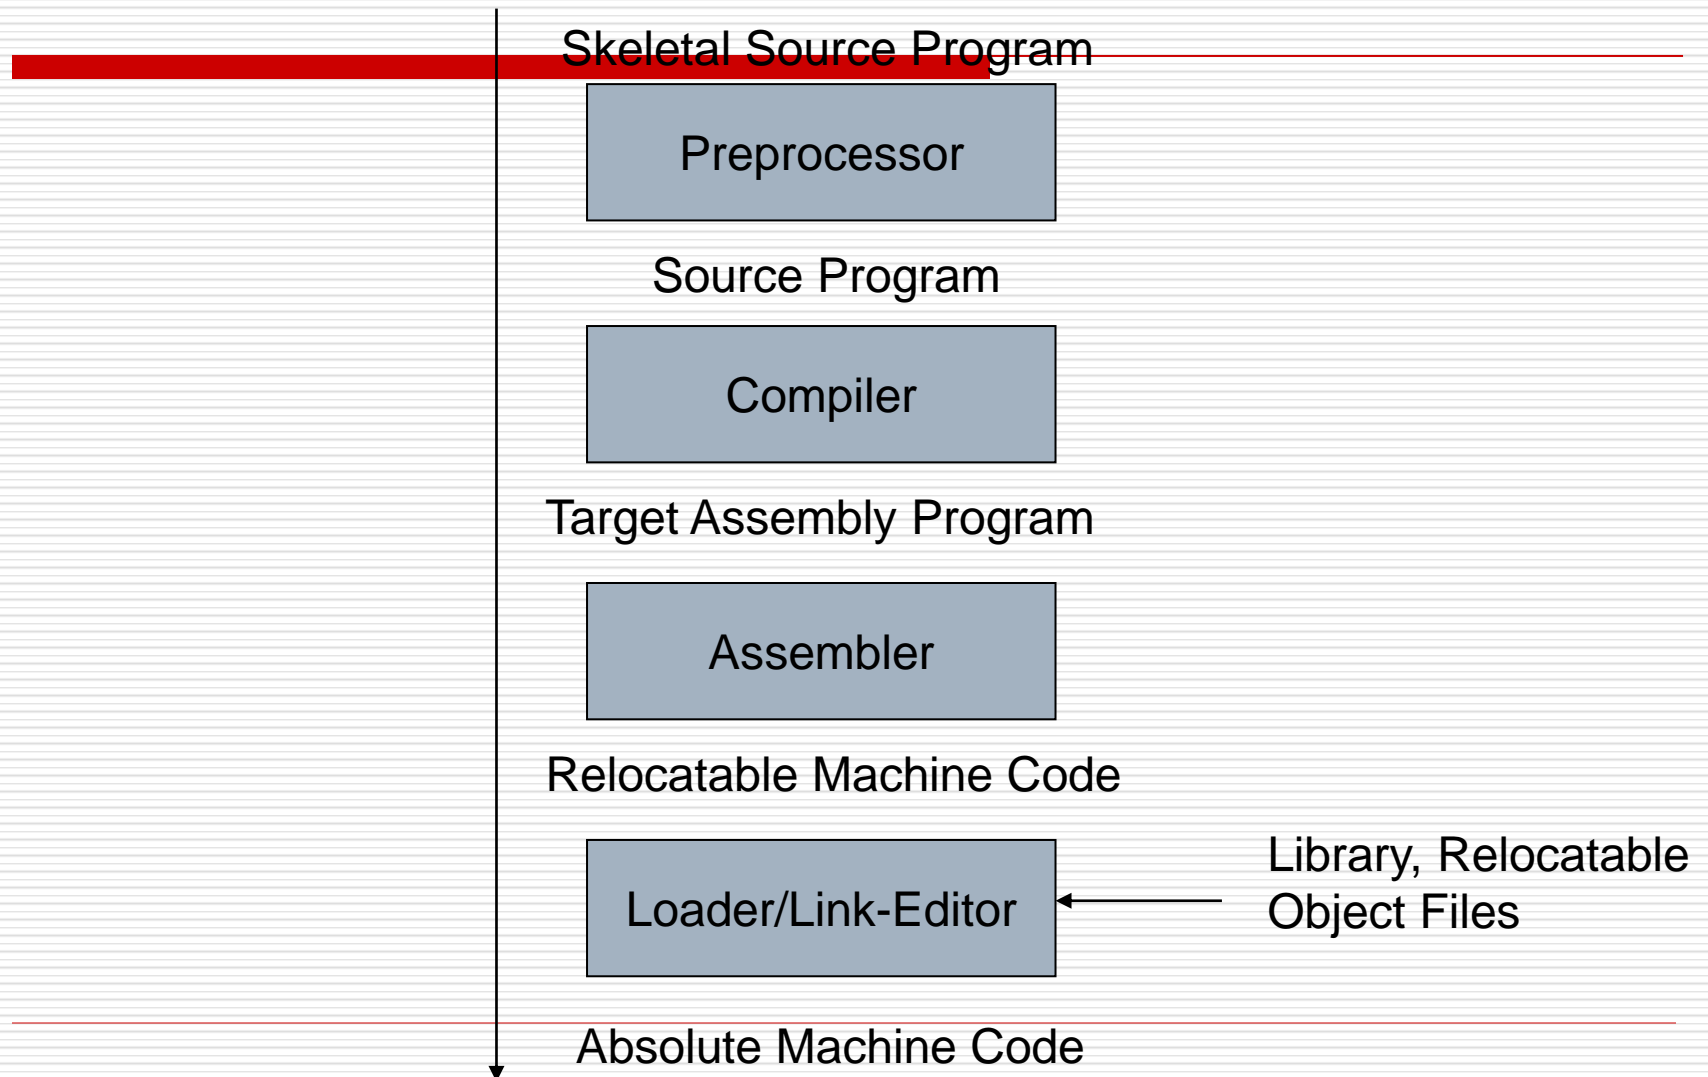 Skeletal Source Program
Preprocessor
Source Program
Compiler
Target Assembly Program
Assembler
Relocatable Machine Code
Loader/Link-Editor
Library, Relocatable
Object Files
Absolute Machine Code